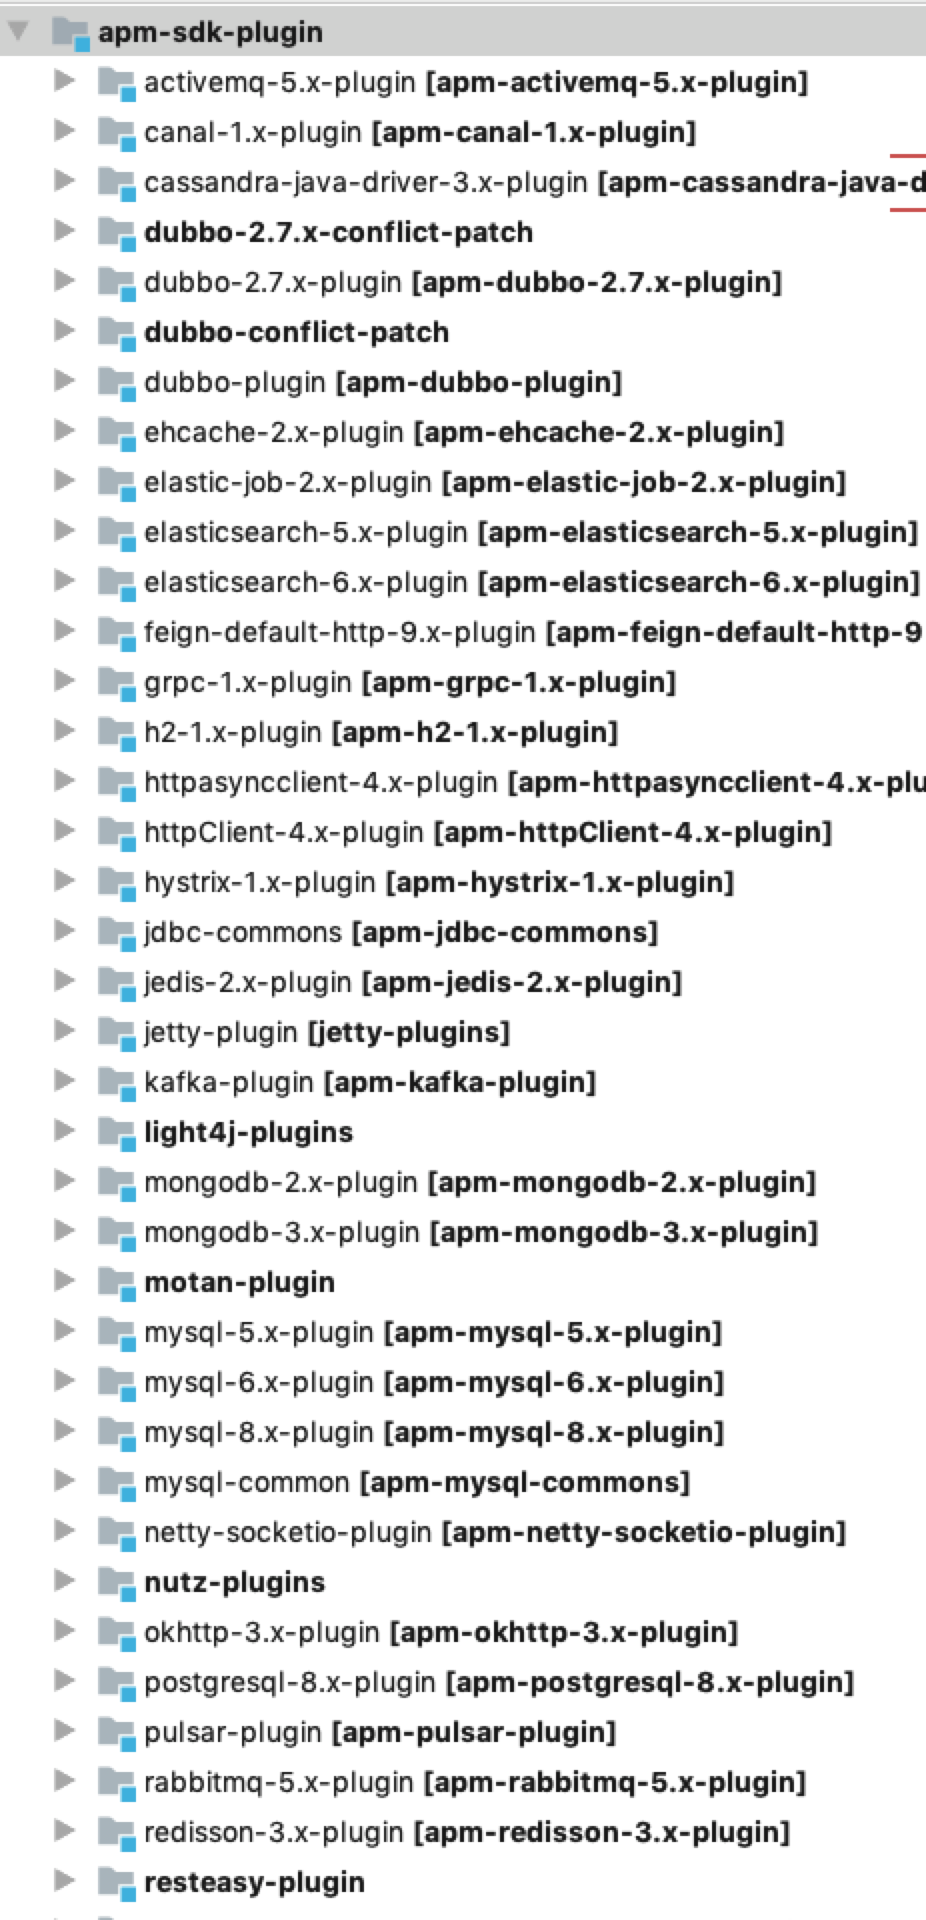 apm-sdk-plugin
activemq-5.x-plugin [apm-activemq-5.x-plugin]
canal-1.x-plugin [apm-canal-1.x-plugin]
cassandra-java-driver-3.x-plugin [apm-cassandra-java-d
dubbo-2.7.x-conflict-patch
dubbo-2.7.x-plugin [apm-dubbo-2.7.x-plugin]
dubbo-conflict-patch
dubbo-plugin [apm-dubbo-plugin]
ehcache-2.x-plugin [apm-ehcache-2.x-plugin]
elastic-job-2.x-plugin [apm-elastic-job-2.x-plugin]
elasticsearch-5.x-plugin [apm-elasticsearch-5.x-plugin]
elasticsearch-6.x-plugin [apm-elasticsearch-6.x-plugin]
feign-default-http-9.x-plugin [apm-feign-default-http-9
grpc-1.x-plugin [apm-grpc-1.x-plugin]
h2-1.x-plugin [apm-h2-1.x-plugin]
httpasyncclient-4.x-plugin [apm-httpasyncclient-4.x-plu
httpClient-4.x-plugin [apm-httpClient-4.x-plugin]
hystrix-1.x-plugin [apm-hystrix-1.x-plugin]
jdbc-commons [apm-jdbc-commons]
jedis-2.x-plugin [apm-jedis-2.x-plugin]
jetty-plugin [jetty-plugins]
kafka-plugin [apm-kafka-plugin]
light4j-plugins
mongodb-2.x-plugin [apm-mongodb-2.x-plugin]
mongodb-3.x-plugin [apm-mongodb-3.x-plugin]
motan-plugin
mysql-5.x-plugin [apm-mysql-5.x-plugin]
mysql-6.x-plugin [apm-mysql-6.x-plugin]
mysql-8.x-plugin [apm-mysql-8.x-plugin]
mysql-common [apm-mysql-commons]
netty-socketio-plugin [apm-netty-socketio-plugin]
nutz-plugins
okhttp-3.x-plugin [apm-okhttp-3.x-plugin]
postgresql-8.x-plugin [apm-postgresql-8.x-plugin]
pulsar-plugin [apm-pulsar-plugin]
rabbitmq-5.x-plugin [apm-rabbitmq-5.x-plugin]
redisson-3.x-plugin [apm-redisson-3.x-plugin]
resteasy-plugin